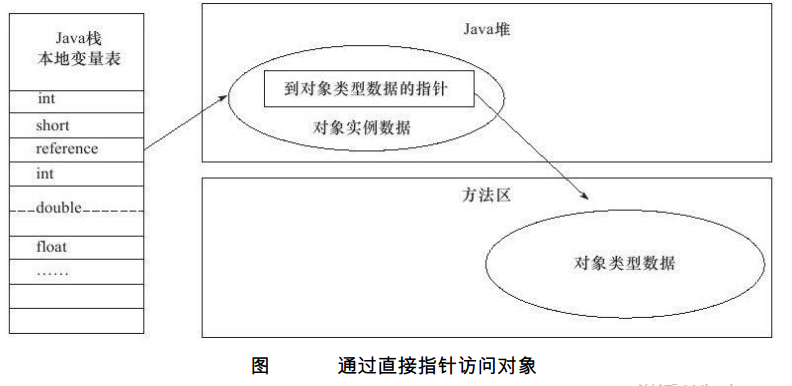 Java栈
本地变量表
int
short
reference
int
double
float
……
Java堆
到对象类型数据的指针
对象实例数据
方法区
对象类型数据
图 通过直接指针访问对象